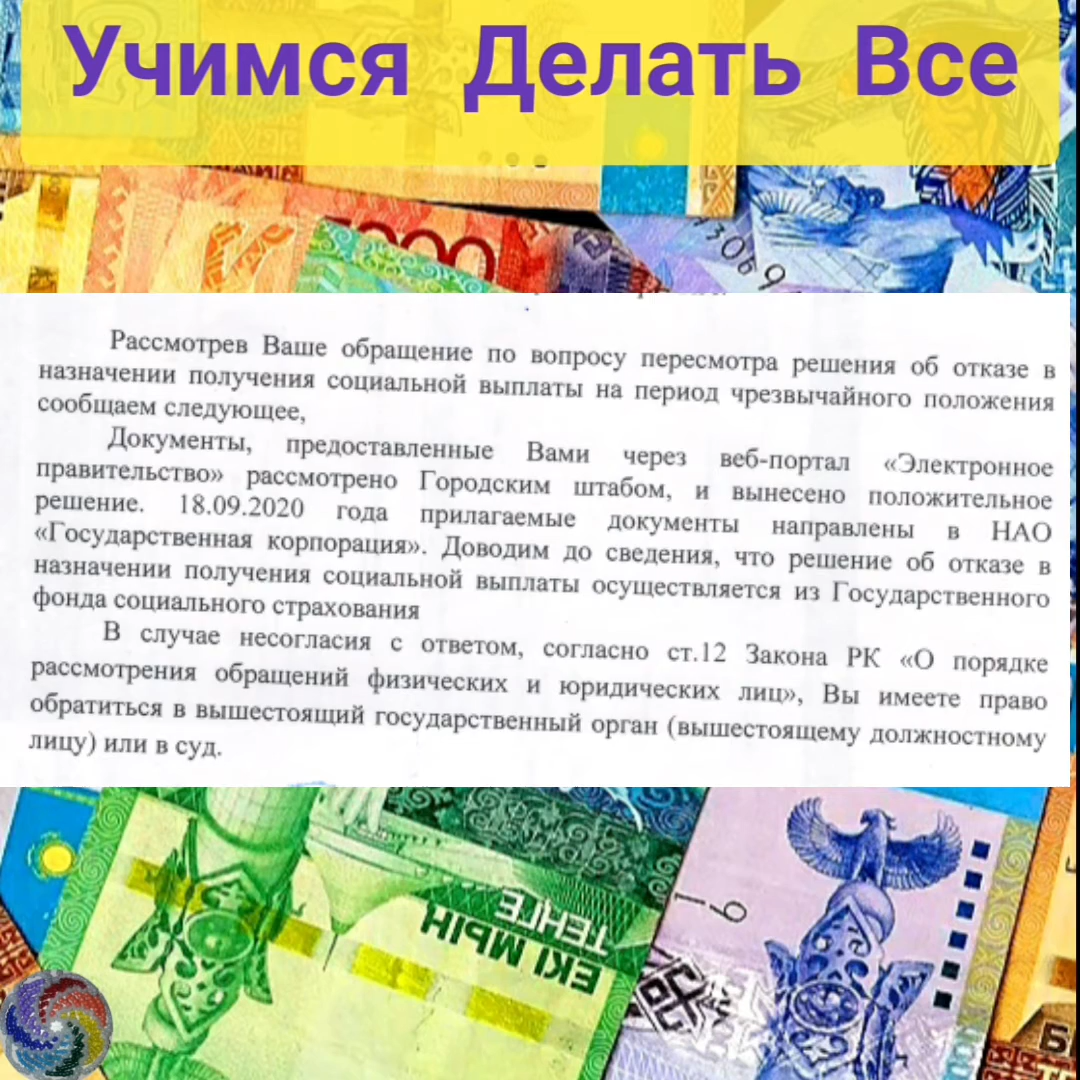 Учимся Делать Все
000
Рассмотрев Ваше обращение по вопросу пересмотра решения об отказе в
назначении получения социальной выплаты на период чрезвычайного положения
сообщаем следующее,
Документы, предоставленные Вами через веб-портал «Электронное
правительство» рассмотрено Городским штабом, и вынесено положительное
решение. 18.09.2020 года прилагаемые документы направлены в НАО
«Государственная корпорация». Доводим до сведения, что решение об отказе в
назначении получения социальной выплаты осуществляется из Государственного
фонда социального страхования
В случае несогласия с ответом, согласно ст.12 Закона РК «О порядке
рассмотрения обращений физических и юридических лиц», Вы имеете право
обратиться в вышестоящий государственный орган (вышестоящему должностному
лицу) или в суд.
ЕКІ МЫҢ
ТЕҢГЕ